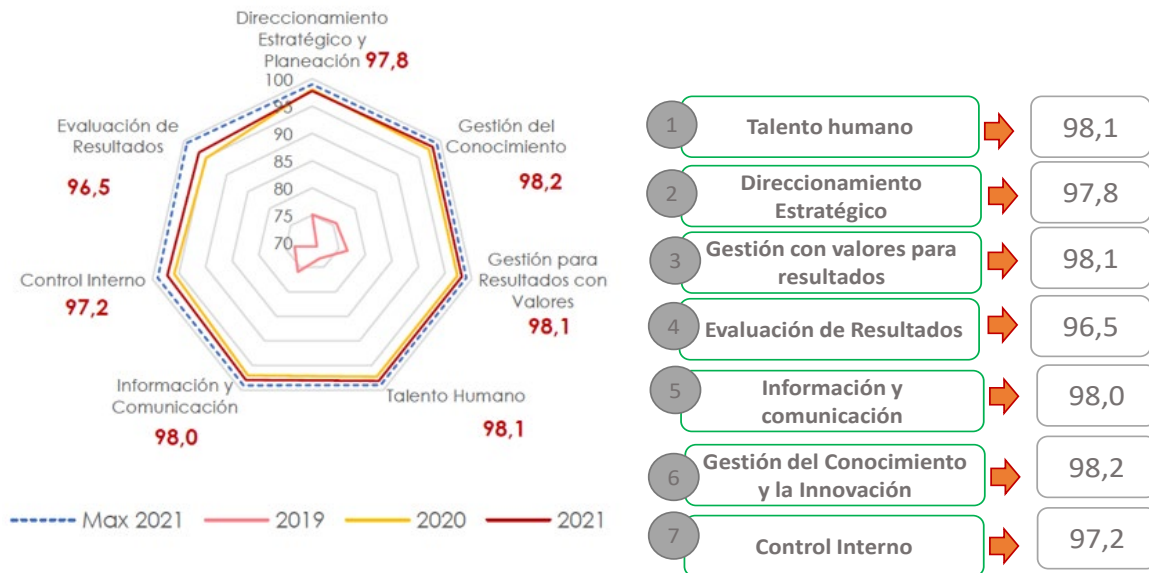 Direccionamiento
Estratégico y
Planeación 97,8
100
95
90
85
80
75
70
Gestión del
Conocimiento
98,2
Gestión para
Resultados con
Valores
98,1
Talento Humano
98,1
Información y
Comunicación
98,0
Control Interno
97,2
Evaluación de
Resultados
96,5
Max 2021
2019
2020
2021
1
Talento humano
98,1
2
Direccionamiento
Estratégico
97,8
3
Gestión con valores para
resultados
98,1
4
Evaluación de Resultados
96,5
5
Información y
comunicación
98,0
6
Gestión del Conocimiento
y la Innovación
98,2
7
Control Interno
97,2